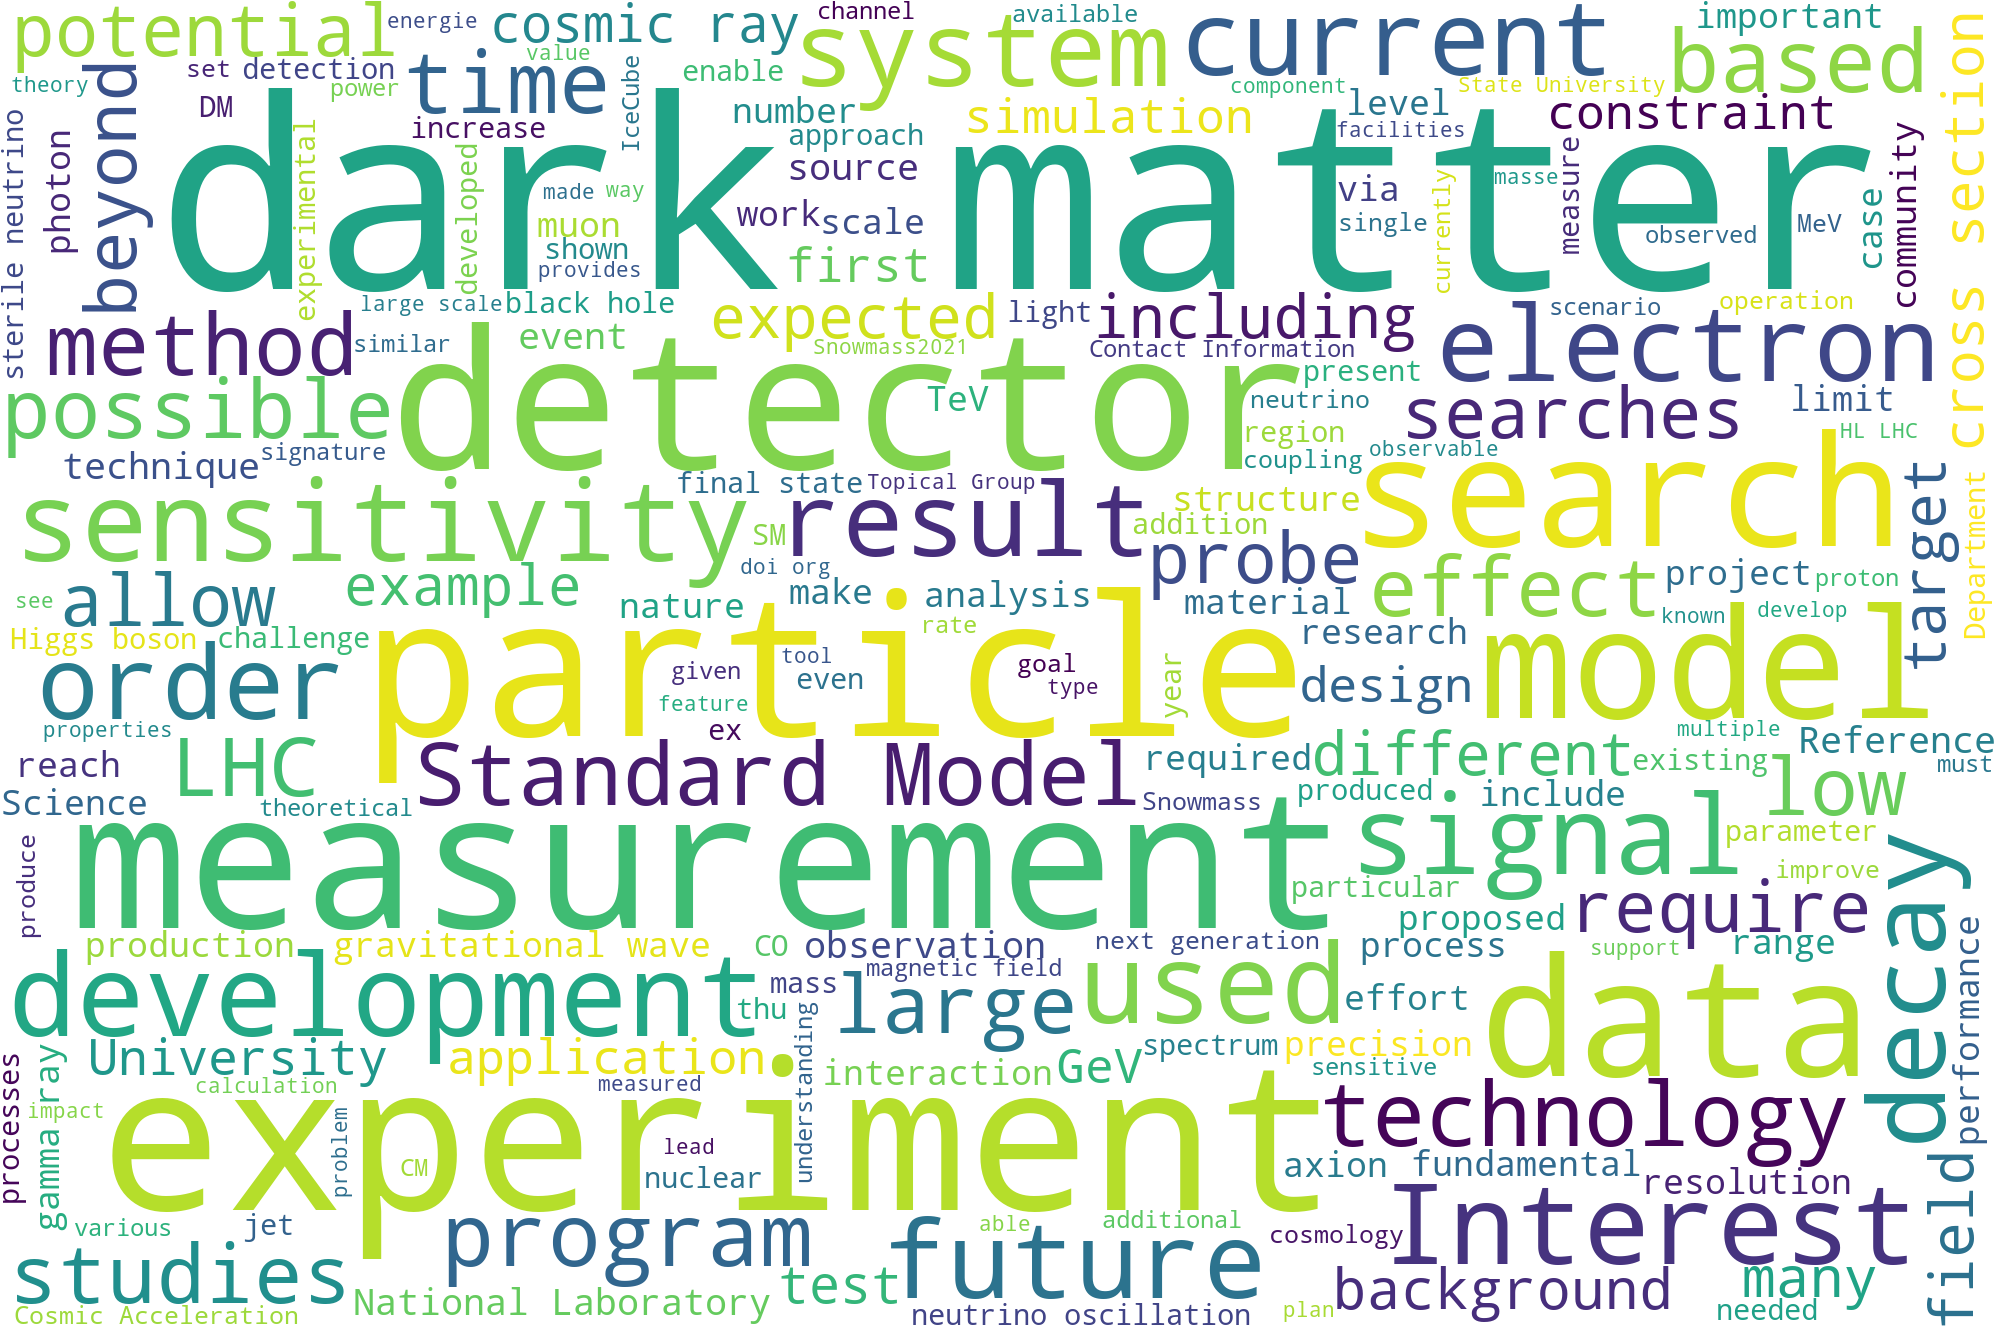 potential
energie
cosmic ray
channel
available
system
current
important
based
cross section
theory
set
detection
value
power
time
enable
component
State University
DM
beyond
number
simulation
level
constraint
IceCube
increase
approach
facilities
dark matter
sterile neutrino
photon
experimental
developed
made
way
source
via
masse
measure
community
muon
work
scale
single
currently
observed
MeV
case
shown
provides
first
large scale
black hole
expected
light
including
scenario
operation
method
similar
event
Snowmass2021
Contact Information
electron
detector
present
possible
TeV
neutrino
searches
limit
region
HL LHC
technique
signature
coupling
observable
search
final state
Topical Group
structure
target
sensitivity
SM
result
addition
Department
doi org
probe
effect
project
proton
see
allow
example
nature
make
analysis
material
known
develop
Higgs boson
challenge
rate
research
particle
model
order
given
tool
even
goal
type
year
design
feature
properties
ex
multiple
reach
LHC
Standard Model
required
different
existing
Reference
must
Science
theoretical
Snowmass
produced
include
low
measurement
signal
parameter
produce
particular
improve
decay
proposed
require
production
gravitational wave
CO
observation
next generation
process
support
range
performance
development
mass
magnetic field
large
used
effort
data
thu
understanding
University
application
interaction
GeV
spectrum
precision
sensitive
processes
gamma ray
calculation
measured
impact
experiment
technology
problem
CM
lead
nuclear
axion
fundamental
resolution
field
various
jet
program
able
additional
future
cosmology
Interest
studies
test
background
many
Cosmic Acceleration
National Laboratory
neutrino oscillation
plan
needed